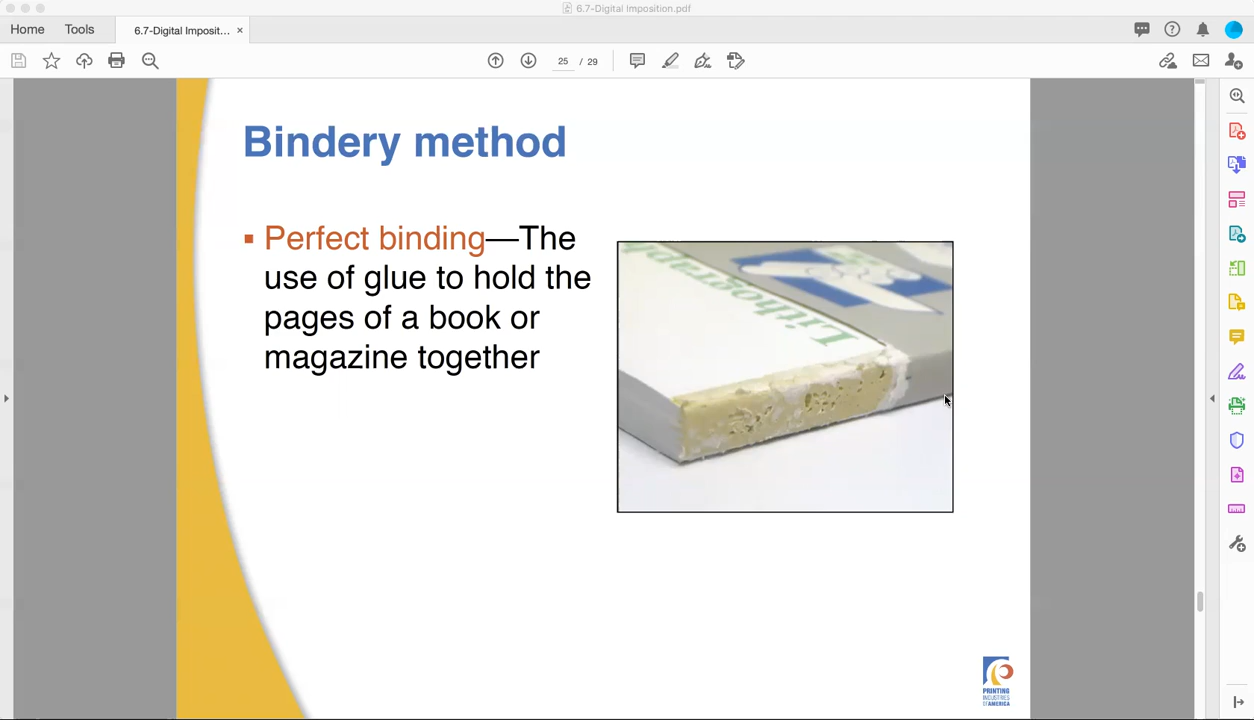 6.7-Digital Imposition.pdf
Home
Tools
6.7-Digital Imposit...
25 / 29
Bindery method
Perfect binding—The
use of glue to hold the
pages of a book or
magazine together
Lithograph
PRINTING
INDUSTRIES
OF AMERICA